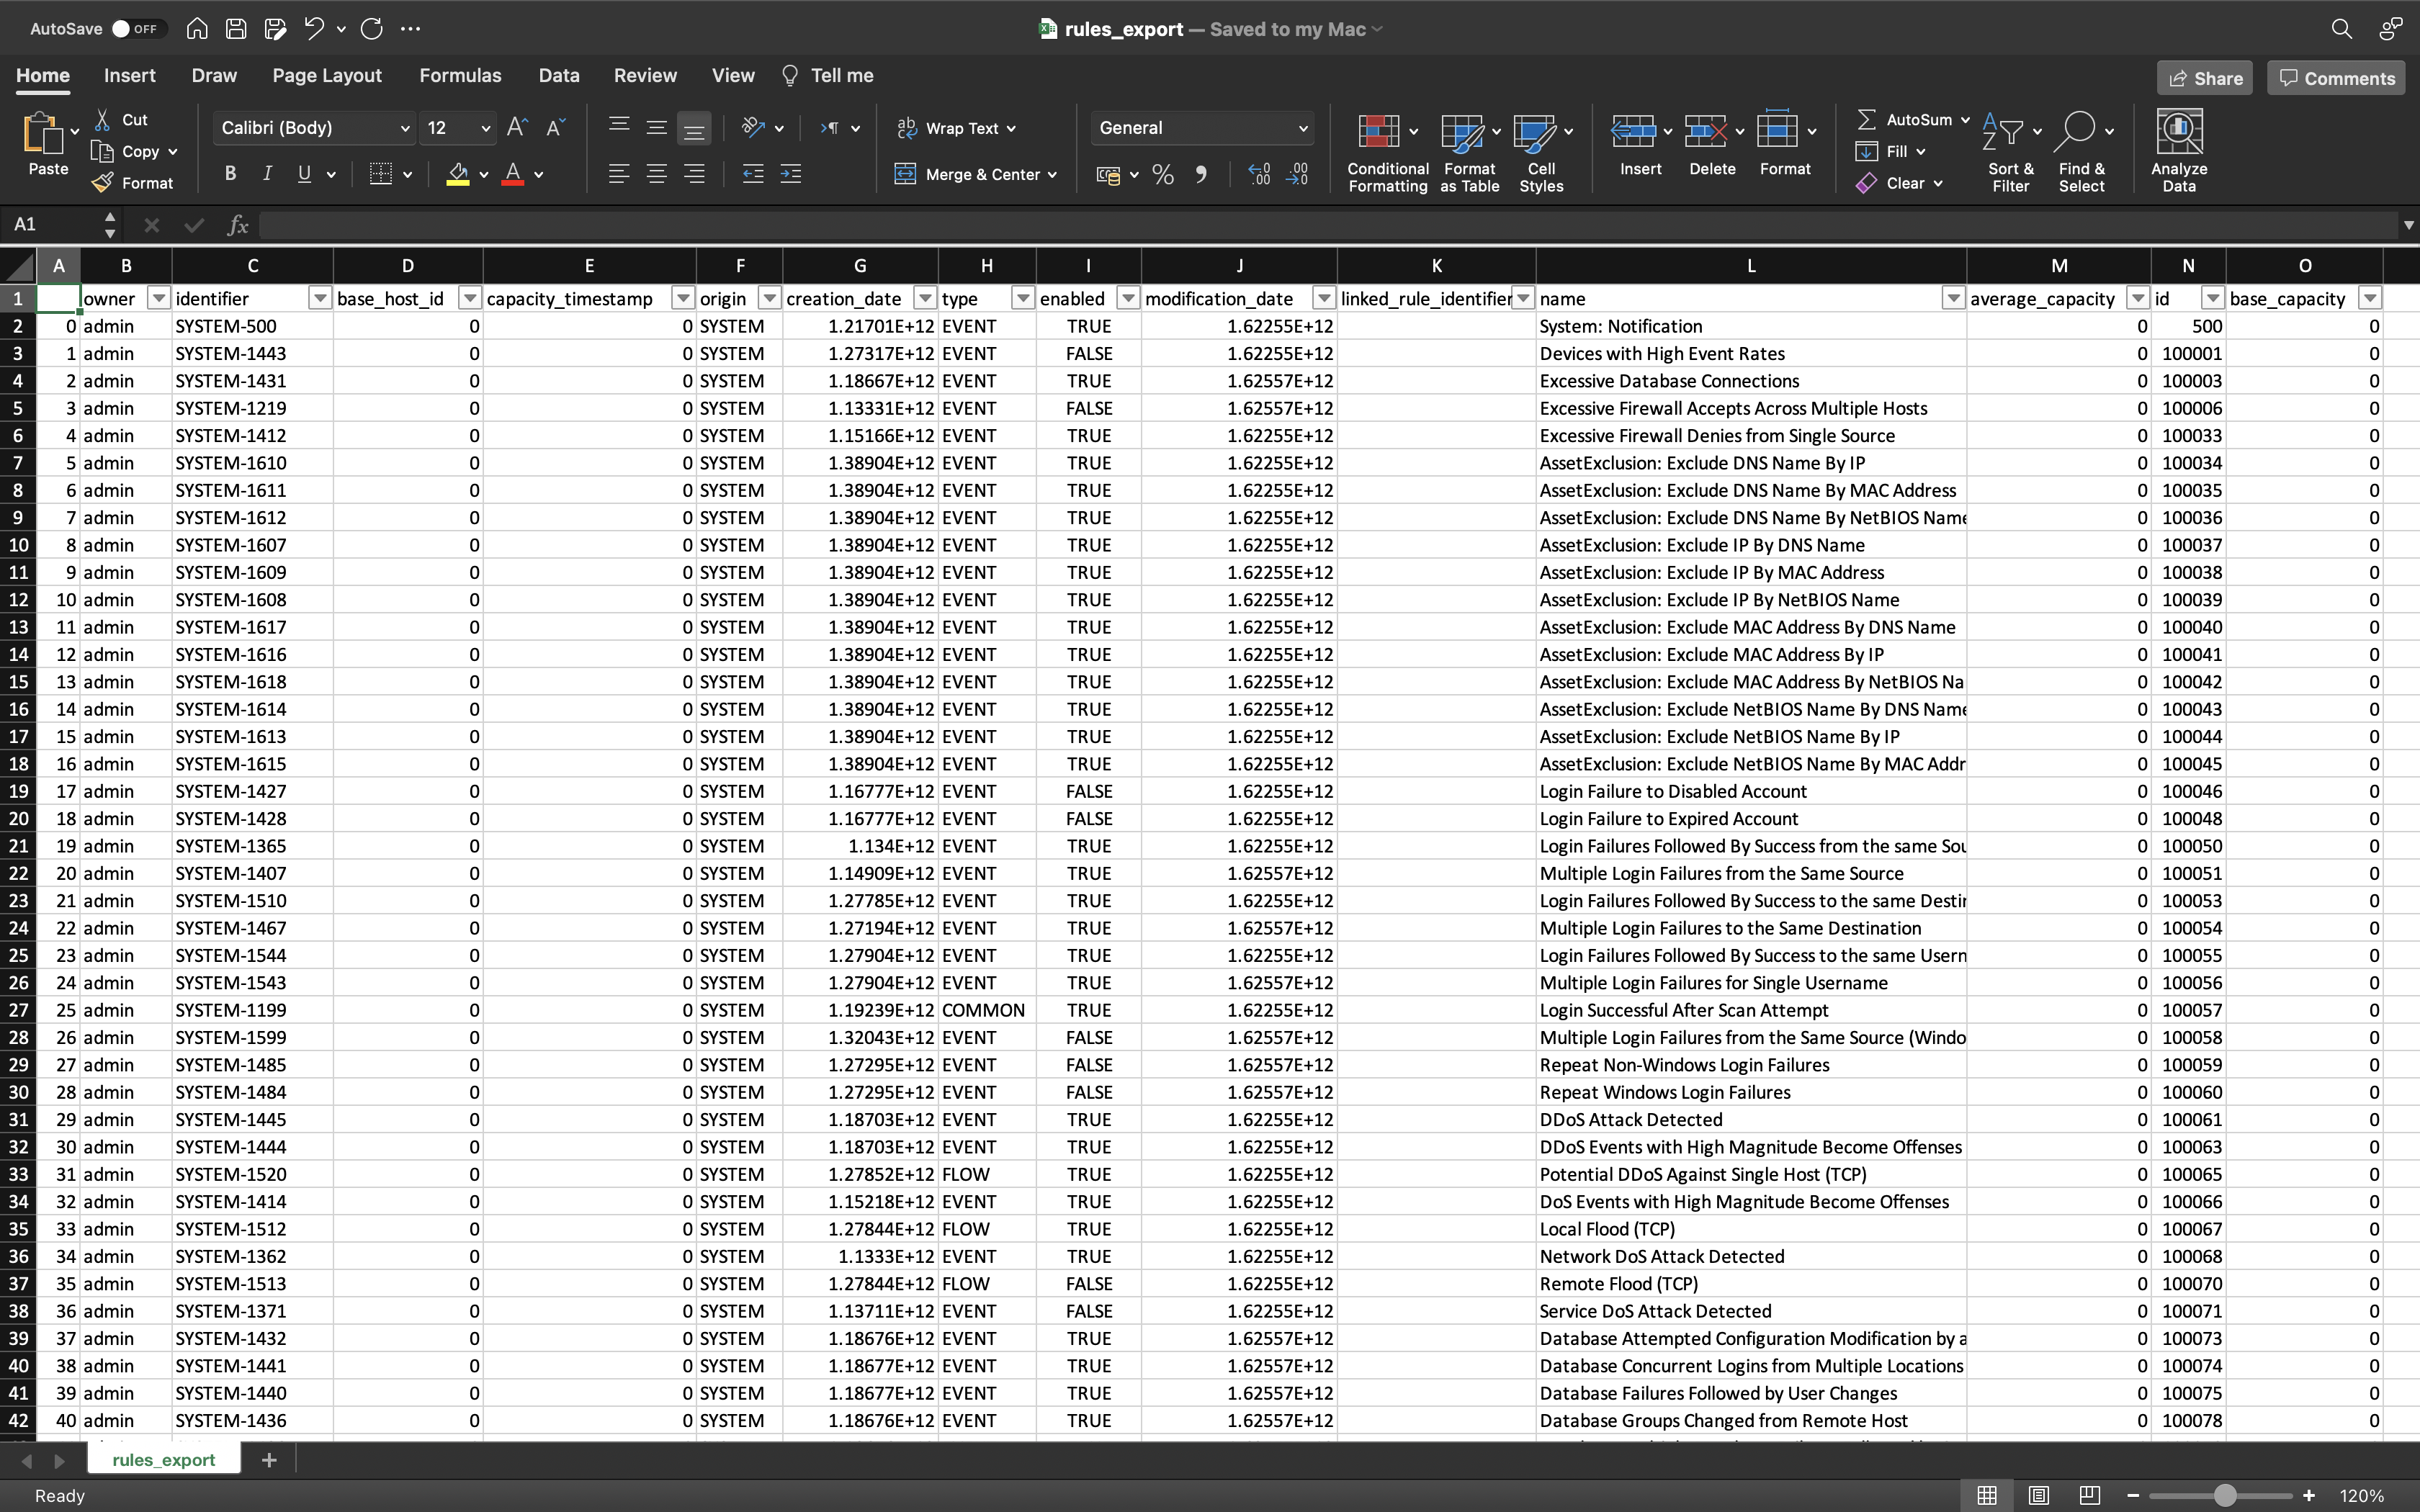 AutoSave OFF rules_export — Saved to my Mac
Home Insert Draw Page Layout Formulas Data Review View Tell me Share Comments
Paste Cut Copy Format Calibri (Body) 12 Wrap Text Merge & Center General Conditional Formatting Format as Table Cell Styles Insert Delete Format AutoSum Fill Clear Sort & Filter Find & Select Analyze Data
A1 fx
A B C D E F G H I J K L M N O
1 owner identifier base_host_id capacity_timestamp origin creation_date type enabled modification_date linked_rule_identifier name average_capacity id base_capacity
2 0 admin SYSTEM-500 0 0 SYSTEM 1.21701E+12 EVENT TRUE 1.62255E+12 System: Notification 0 500 0
3 1 admin SYSTEM-1443 0 0 SYSTEM 1.27317E+12 EVENT FALSE 1.62255E+12 Devices with High Event Rates 0 100001 0
4 2 admin SYSTEM-1431 0 0 SYSTEM 1.18667E+12 EVENT TRUE 1.62557E+12 Excessive Database Connections 0 100003 0
5 3 admin SYSTEM-1219 0 0 SYSTEM 1.13331E+12 EVENT FALSE 1.62557E+12 Excessive Firewall Accepts Across Multiple Hosts 0 100006 0
6 4 admin SYSTEM-1412 0 0 SYSTEM 1.15166E+12 EVENT TRUE 1.62255E+12 Excessive Firewall Denies from Single Source 0 100033 0
7 5 admin SYSTEM-1610 0 0 SYSTEM 1.38904E+12 EVENT TRUE 1.62255E+12 AssetExclusion: Exclude DNS Name By IP 0 100034 0
8 6 admin SYSTEM-1611 0 0 SYSTEM 1.38904E+12 EVENT TRUE 1.62255E+12 AssetExclusion: Exclude DNS Name By MAC Address 0 100035 0
9 7 admin SYSTEM-1612 0 0 SYSTEM 1.38904E+12 EVENT TRUE 1.62255E+12 AssetExclusion: Exclude DNS Name By NetBIOS Name 0 100036 0
10 8 admin SYSTEM-1607 0 0 SYSTEM 1.38904E+12 EVENT TRUE 1.62255E+12 AssetExclusion: Exclude IP By DNS Name 0 100037 0
11 9 admin SYSTEM-1609 0 0 SYSTEM 1.38904E+12 EVENT TRUE 1.62255E+12 AssetExclusion: Exclude IP By MAC Address 0 100038 0
12 10 admin SYSTEM-1608 0 0 SYSTEM 1.38904E+12 EVENT TRUE 1.62255E+12 AssetExclusion: Exclude IP By NetBIOS Name 0 100039 0
13 11 admin SYSTEM-1617 0 0 SYSTEM 1.38904E+12 EVENT TRUE 1.62255E+12 AssetExclusion: Exclude MAC Address By DNS Name 0 100040 0
14 12 admin SYSTEM-1616 0 0 SYSTEM 1.38904E+12 EVENT TRUE 1.62255E+12 AssetExclusion: Exclude MAC Address By IP 0 100041 0
15 13 admin SYSTEM-1618 0 0 SYSTEM 1.38904E+12 EVENT TRUE 1.62255E+12 AssetExclusion: Exclude MAC Address By NetBIOS Na 0 100042 0
16 14 admin SYSTEM-1614 0 0 SYSTEM 1.38904E+12 EVENT TRUE 1.62255E+12 AssetExclusion: Exclude NetBIOS Name By DNS Name 0 100043 0
17 15 admin SYSTEM-1613 0 0 SYSTEM 1.38904E+12 EVENT TRUE 1.62255E+12 AssetExclusion: Exclude NetBIOS Name By IP 0 100044 0
18 16 admin SYSTEM-1615 0 0 SYSTEM 1.38904E+12 EVENT TRUE 1.62255E+12 AssetExclusion: Exclude NetBIOS Name By MAC Addr 0 100045 0
19 17 admin SYSTEM-1427 0 0 SYSTEM 1.16777E+12 EVENT FALSE 1.62255E+12 Login Failure to Disabled Account 0 100046 0
20 18 admin SYSTEM-1428 0 0 SYSTEM 1.16777E+12 EVENT FALSE 1.62255E+12 Login Failure to Expired Account 0 100048 0
21 19 admin SYSTEM-1365 0 0 SYSTEM 1.134E+12 EVENT TRUE 1.62255E+12 Login Failures Followed By Success from the same Sou 0 100050 0
22 20 admin SYSTEM-1407 0 0 SYSTEM 1.14909E+12 EVENT TRUE 1.62557E+12 Multiple Login Failures from the Same Source 0 100051 0
23 21 admin SYSTEM-1510 0 0 SYSTEM 1.27785E+12 EVENT TRUE 1.62255E+12 Login Failures Followed By Success to the same Destir 0 100053 0
24 22 admin SYSTEM-1467 0 0 SYSTEM 1.27194E+12 EVENT TRUE 1.62557E+12 Multiple Login Failures to the Same Destination 0 100054 0
25 23 admin SYSTEM-1544 0 0 SYSTEM 1.27904E+12 EVENT TRUE 1.62255E+12 Login Failures Followed By Success to the same Usern 0 100055 0
26 24 admin SYSTEM-1543 0 0 SYSTEM 1.27904E+12 EVENT TRUE 1.62557E+12 Multiple Login Failures for Single Username 0 100056 0
27 25 admin SYSTEM-1199 0 0 SYSTEM 1.19239E+12 COMMON TRUE 1.62255E+12 Login Successful After Scan Attempt 0 100057 0
28 26 admin SYSTEM-1599 0 0 SYSTEM 1.32043E+12 EVENT FALSE 1.62557E+12 Multiple Login Failures from the Same Source (Windo 0 100058 0
29 27 admin SYSTEM-1485 0 0 SYSTEM 1.27295E+12 EVENT FALSE 1.62557E+12 Repeat Non-Windows Login Failures 0 100059 0
30 28 admin SYSTEM-1484 0 0 SYSTEM 1.27295E+12 EVENT FALSE 1.62557E+12 Repeat Windows Login Failures 0 100060 0
31 29 admin SYSTEM-1445 0 0 SYSTEM 1.18703E+12 EVENT TRUE 1.62255E+12 DDoS Attack Detected 0 100061 0
32 30 admin SYSTEM-1444 0 0 SYSTEM 1.18703E+12 EVENT TRUE 1.62255E+12 DDoS Events with High Magnitude Become Offenses 0 100063 0
33 31 admin SYSTEM-1520 0 0 SYSTEM 1.27852E+12 FLOW TRUE 1.62255E+12 Potential DDoS Against Single Host (TCP) 0 100065 0
34 32 admin SYSTEM-1414 0 0 SYSTEM 1.15218E+12 EVENT TRUE 1.62255E+12 DoS Events with High Magnitude Become Offenses 0 100066 0
35 33 admin SYSTEM-1512 0 0 SYSTEM 1.27844E+12 FLOW TRUE 1.62255E+12 Local Flood (TCP) 0 100067 0
36 34 admin SYSTEM-1362 0 0 SYSTEM 1.1333E+12 EVENT TRUE 1.62255E+12 Network DoS Attack Detected 0 100068 0
37 35 admin SYSTEM-1513 0 0 SYSTEM 1.27844E+12 FLOW FALSE 1.62255E+12 Remote Flood (TCP) 0 100070 0
38 36 admin SYSTEM-1371 0 0 SYSTEM 1.13711E+12 EVENT FALSE 1.62255E+12 Service DoS Attack Detected 0 100071 0
39 37 admin SYSTEM-1432 0 0 SYSTEM 1.18676E+12 EVENT TRUE 1.62557E+12 Database Attempted Configuration Modification by a 0 100073 0
40 38 admin SYSTEM-1441 0 0 SYSTEM 1.18677E+12 EVENT TRUE 1.62557E+12 Database Concurrent Logins from Multiple Locations 0 100074 0
41 39 admin SYSTEM-1440 0 0 SYSTEM 1.18677E+12 EVENT TRUE 1.62557E+12 Database Failures Followed by User Changes 0 100075 0
42 40 admin SYSTEM-1436 0 0 SYSTEM 1.18676E+12 EVENT TRUE 1.62557E+12 Database Groups Changed from Remote Host 0 100078 0
rules_export
Ready 120%